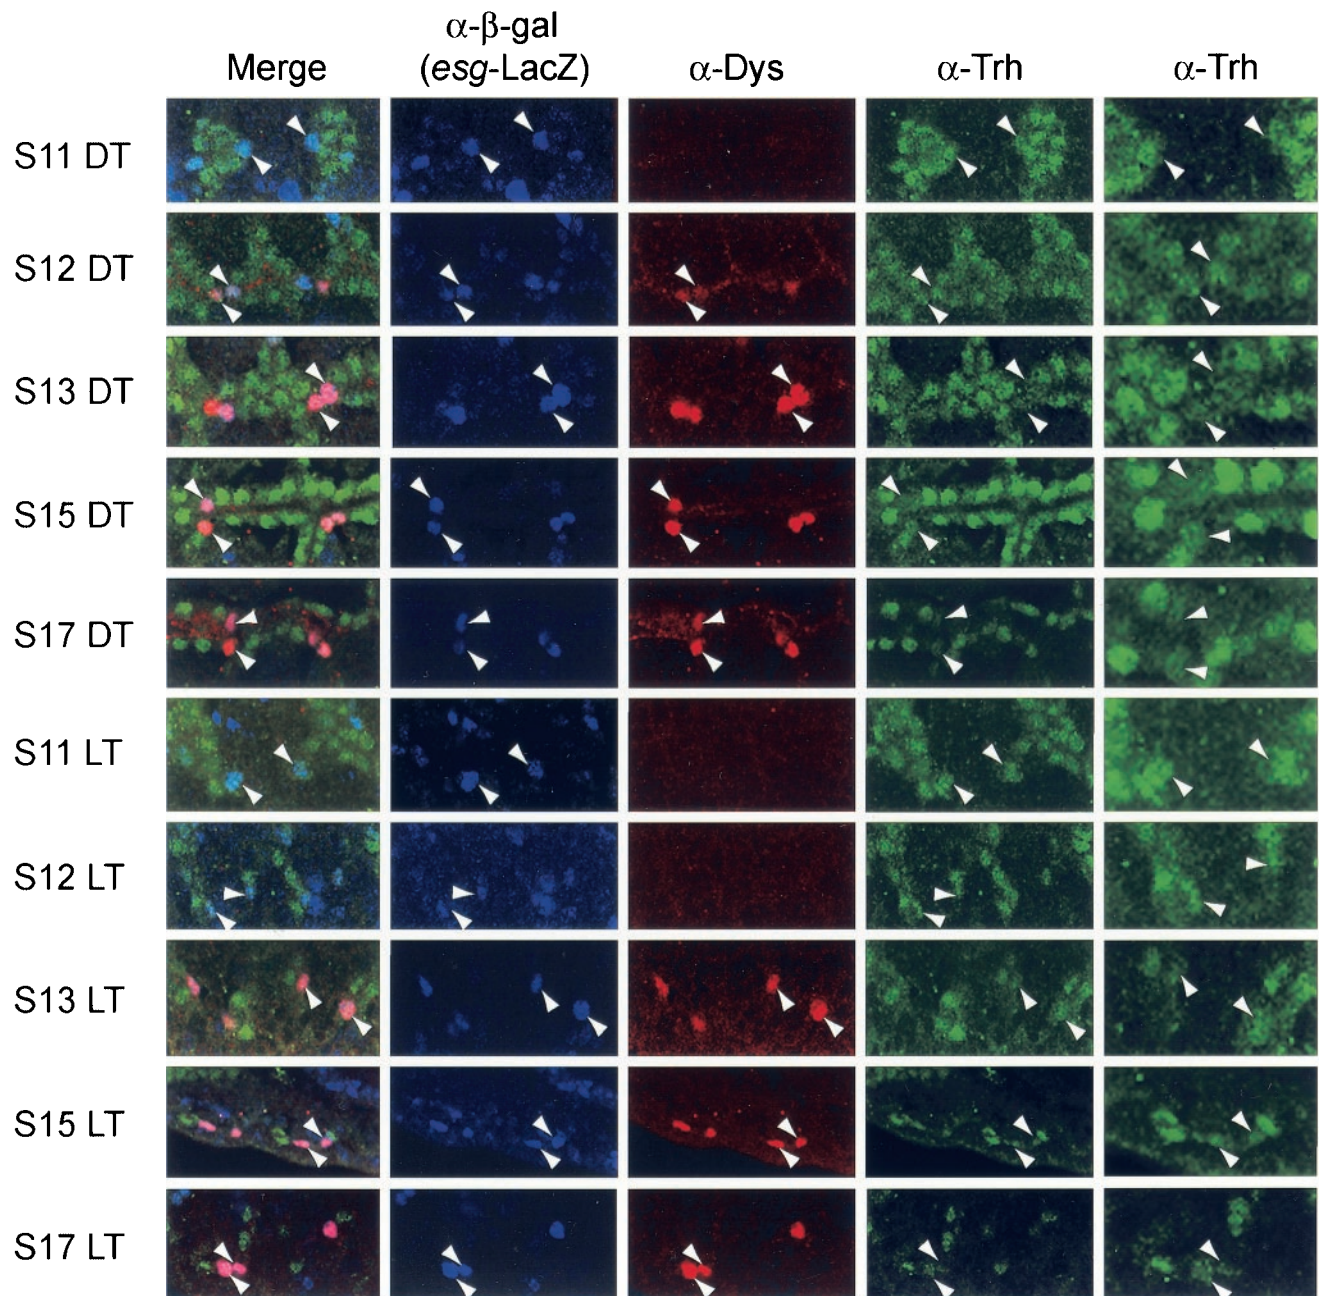 α-β-gal
Merge (esg-LacZ) α-Dys α-Trh α-Trh
S11 DT
S12 DT
S13 DT
S15 DT
S17 DT
S11 LT
S12 LT
S13 LT
S15 LT
S17 LT